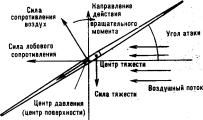 Сила
сопротивления
воздух
Направление
действия
вращательного
момента
Угол атаки
Сила лобового
сопротивления
Центр тяжести
Сила тяжести
Воздушный поток
Центр давления
(центр поверхности)